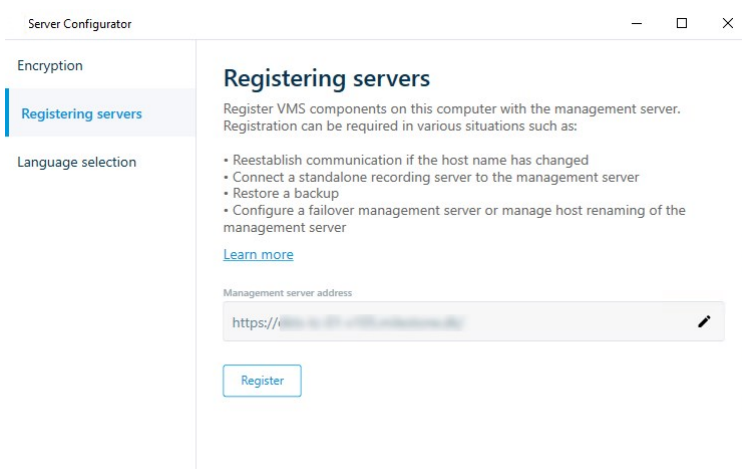 Server Configurator
Encryption
Registering servers
Language selection
Registering servers
Register VMS components on this computer with the management server.
Registration can be required in various situations such as:
• Reestablish communication if the host name has changed
• Connect a standalone recording server to the management server
• Restore a backup
• Configure a failover management server or manage host renaming of the
management server
Learn more
Management server address
https://
Register